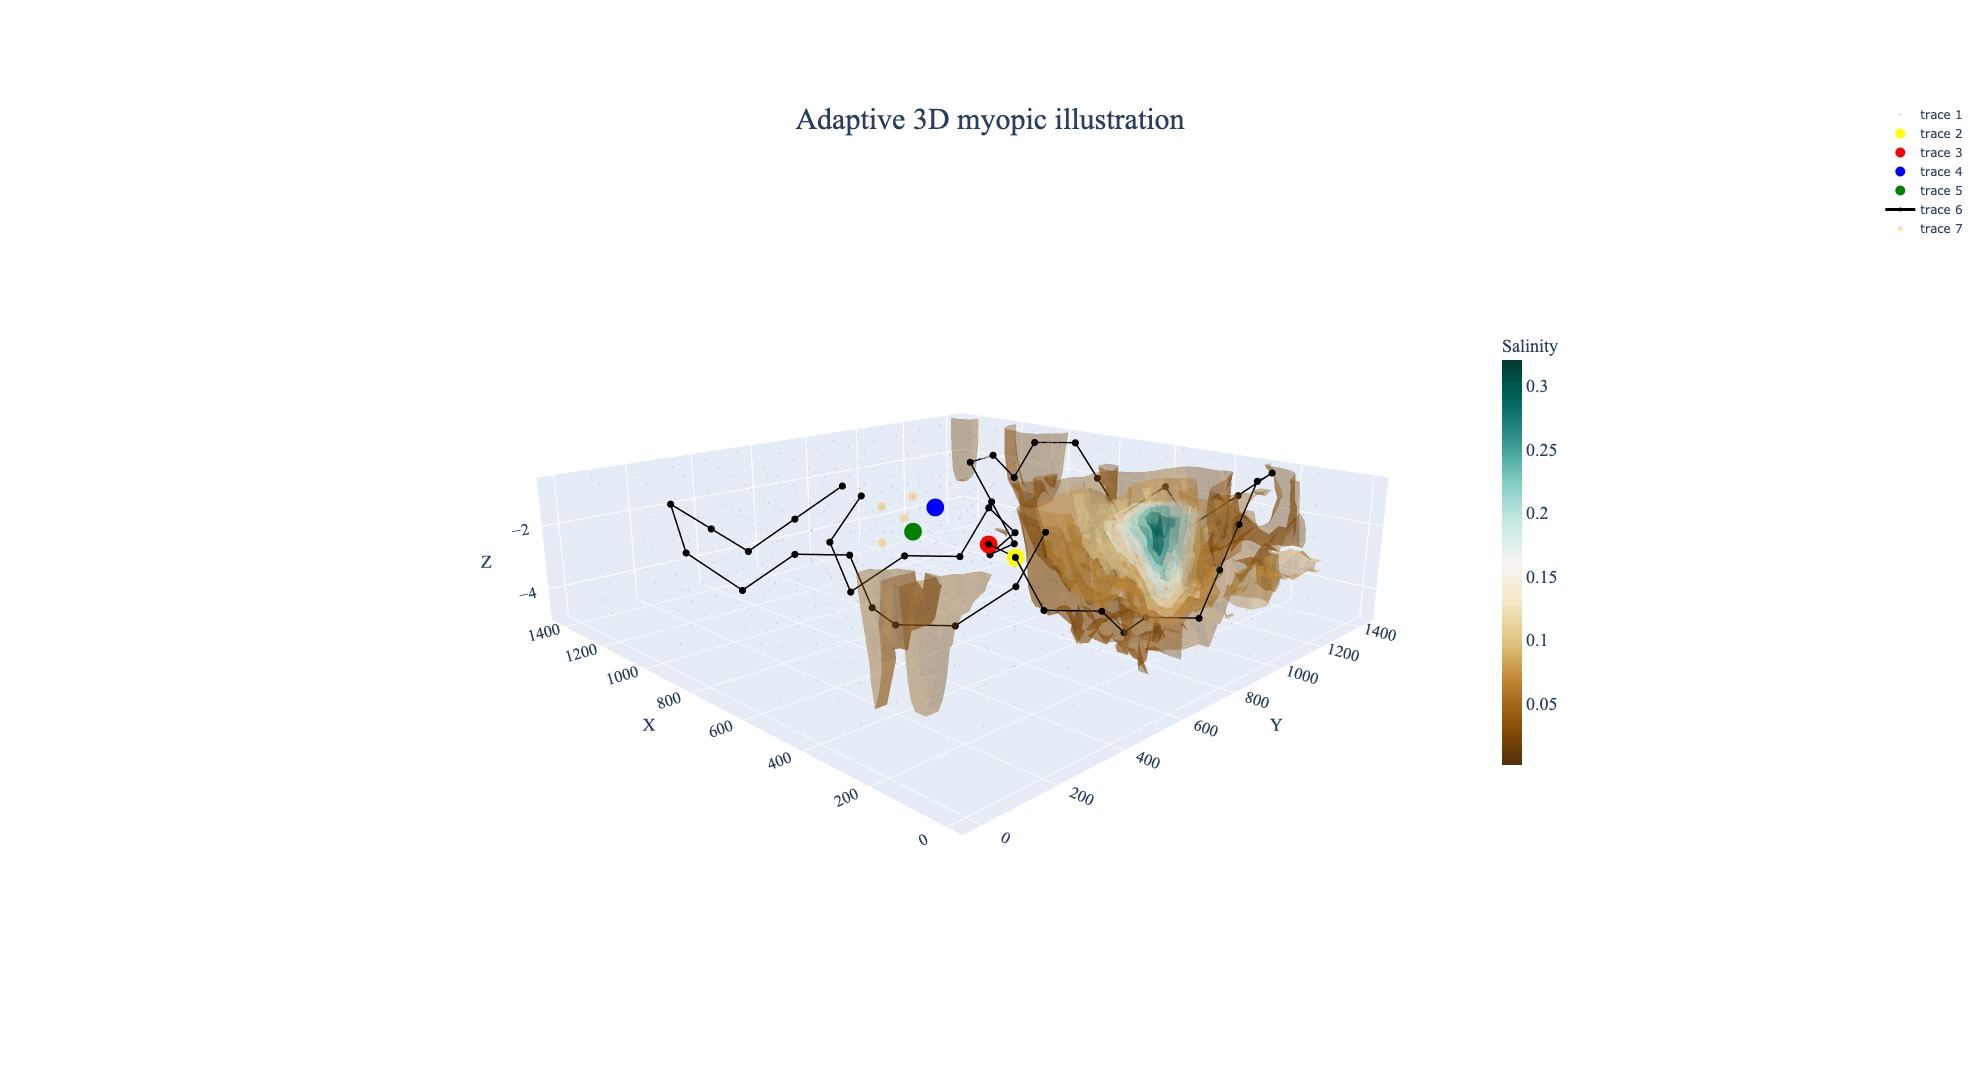 Adaptive 3D myopic illustration
trace 1
trace 2
trace 3
trace 4
trace 5
trace 6
trace 7
Salinity
0.3
0.25
0.2
0.15
0.1
0.05
Z
−2
−4
1400
1200
1000
800
600
400
200
0
X
0
200
400
600
800
1000
1200
1400
Y